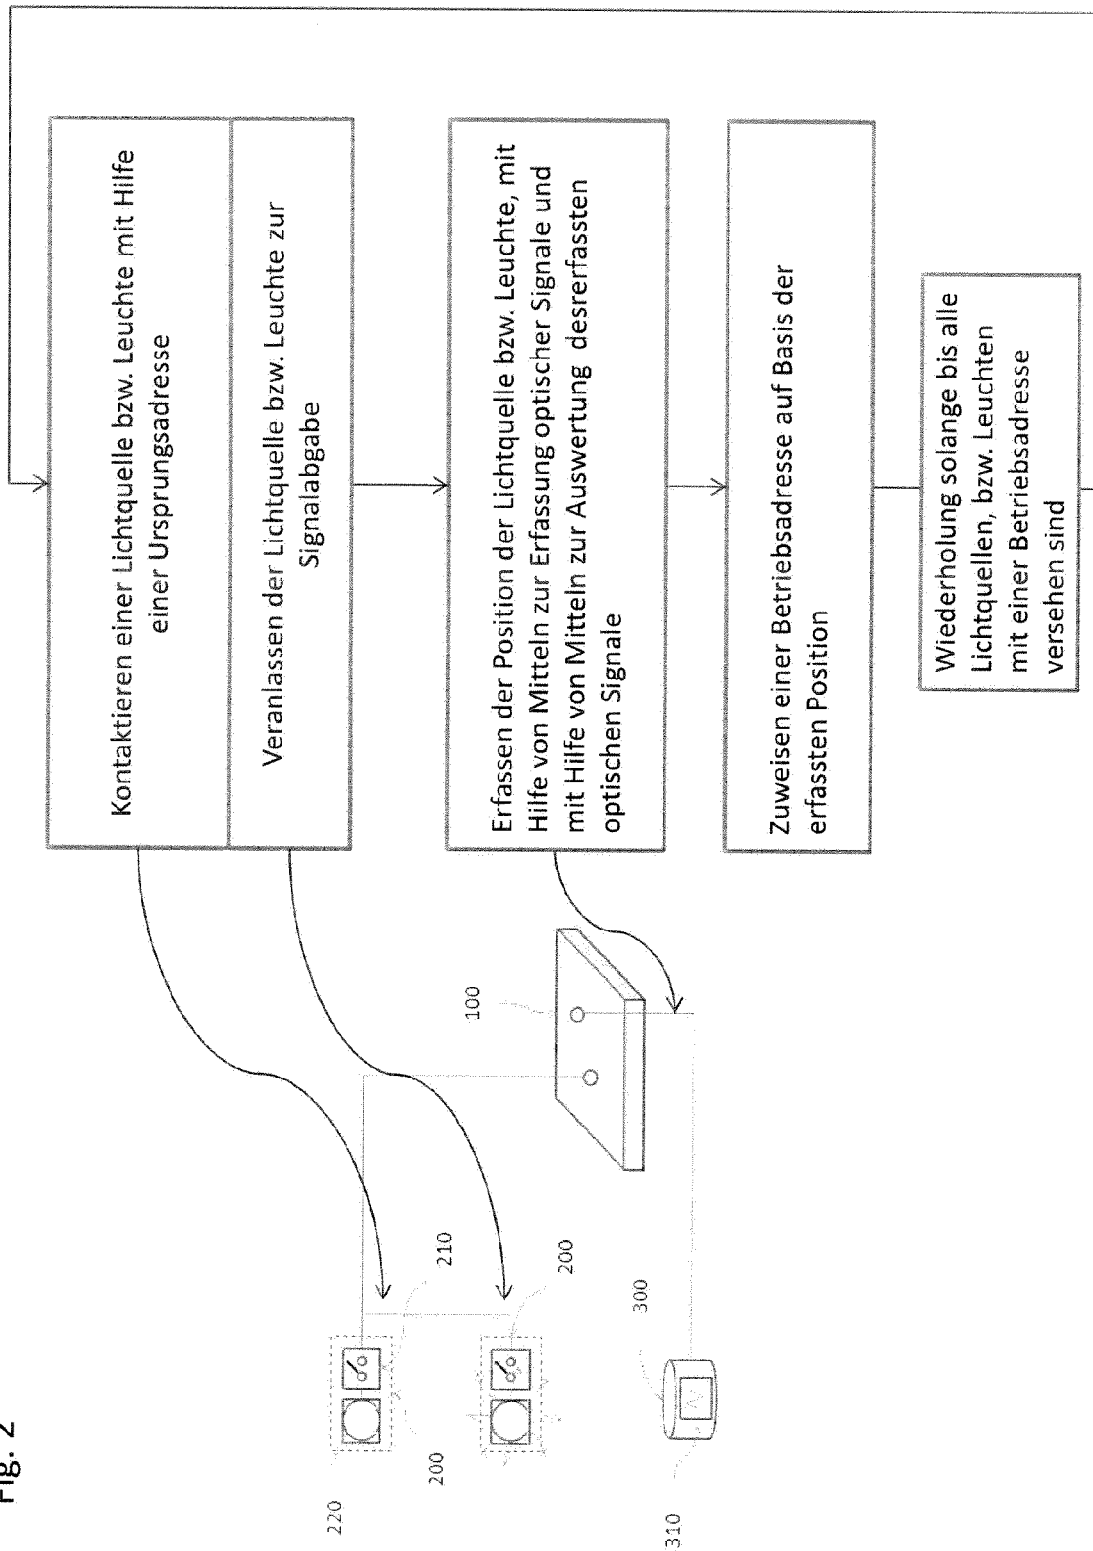 Fig. 2
Kontaktieren einer Lichtquelle bzw. Leuchte mit Hilfe
einer Ursprungsadresse
Veranlassen der Lichtquelle bzw. Leuchte zur
Signalabgabe
Erfassen der Position der Lichtquelle bzw. Leuchte, mit
Hilfe von Mitteln zur Erfassung optischer Signale und
mit Hilfe von Mitteln zur Auswertung desrerfassten
optischen Signale
Zuweisen einer Betriebsadresse auf Basis der
erfassten Position
Wiederholung solange bis alle
Lichtquellen, bzw. Leuchten
mit einer Betriebsadresse
versehen sind
220
200
210
200
100
300
310